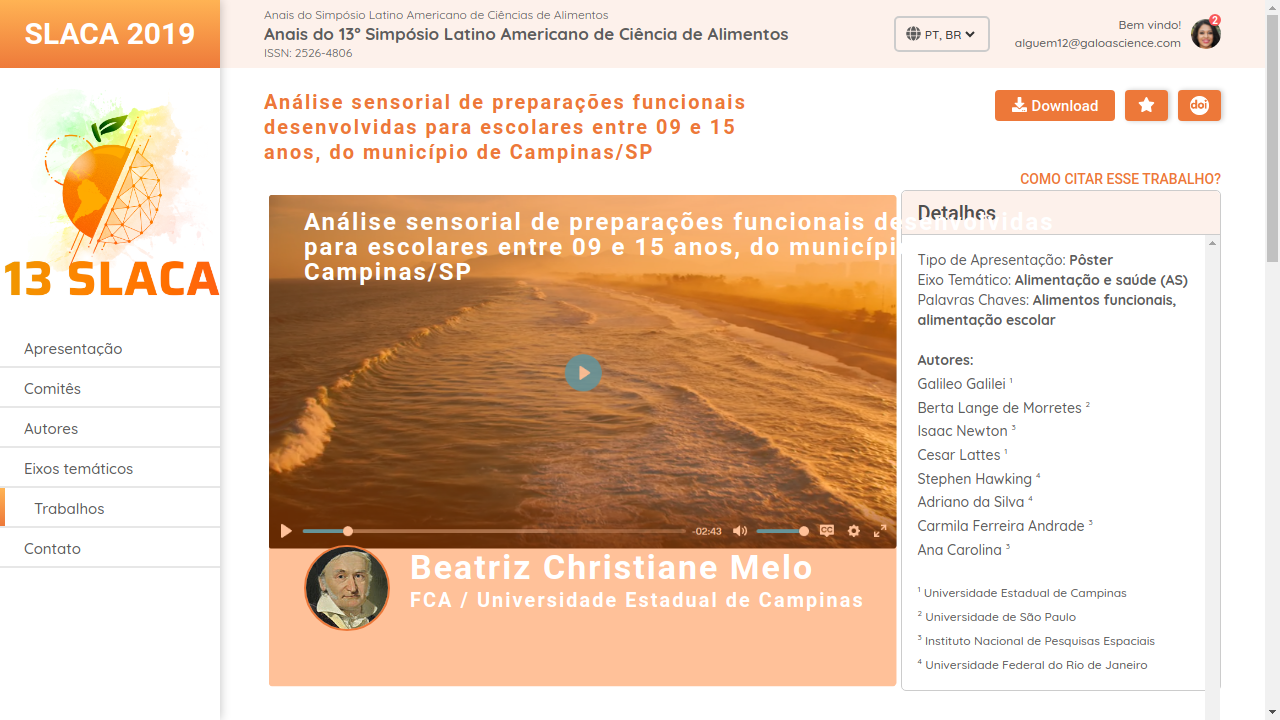 SLACA 2019
Anais do Simpósio Latino Americano de Ciências de Alimentos
Anais do 13º Simpósio Latino Americano de Ciência de Alimentos
ISSN: 2526-4806
PT, BR
Bem vindo!
alguem12@galoascience.com
2
13 SLACA
Apresentação
Comitês
Autores
Eixos temáticos
Trabalhos
Contato
Análise sensorial de preparações funcionais
desenvolvidas para escolares entre 09 e 15
anos, do município de Campinas/SP
Download
doi
COMO CITAR ESSE TRABALHO?
Análise sensorial de preparações funcionais desenvolvidas
para escolares entre 09 e 15 anos, do municípi
Campinas/SP
-02:43
Beatriz Christiane Melo
FCA / Universidade Estadual de Campinas
Detalhes
Tipo de Apresentação: Pôster
Eixo Temático: Alimentação e saúde (AS)
Palavras Chaves: Alimentos funcionais,
alimentação escolar
Autores:
Galileo Galilei ¹
Berta Lange de Morretes ²
Isaac Newton ³
Cesar Lattes ¹
Stephen Hawking ⁴
Adriano da Silva ⁴
Carmila Ferreira Andrade ³
Ana Carolina ³
¹ Universidade Estadual de Campinas
² Universidade de São Paulo
³ Instituto Nacional de Pesquisas Espaciais
⁴ Universidade Federal do Rio de Janeiro